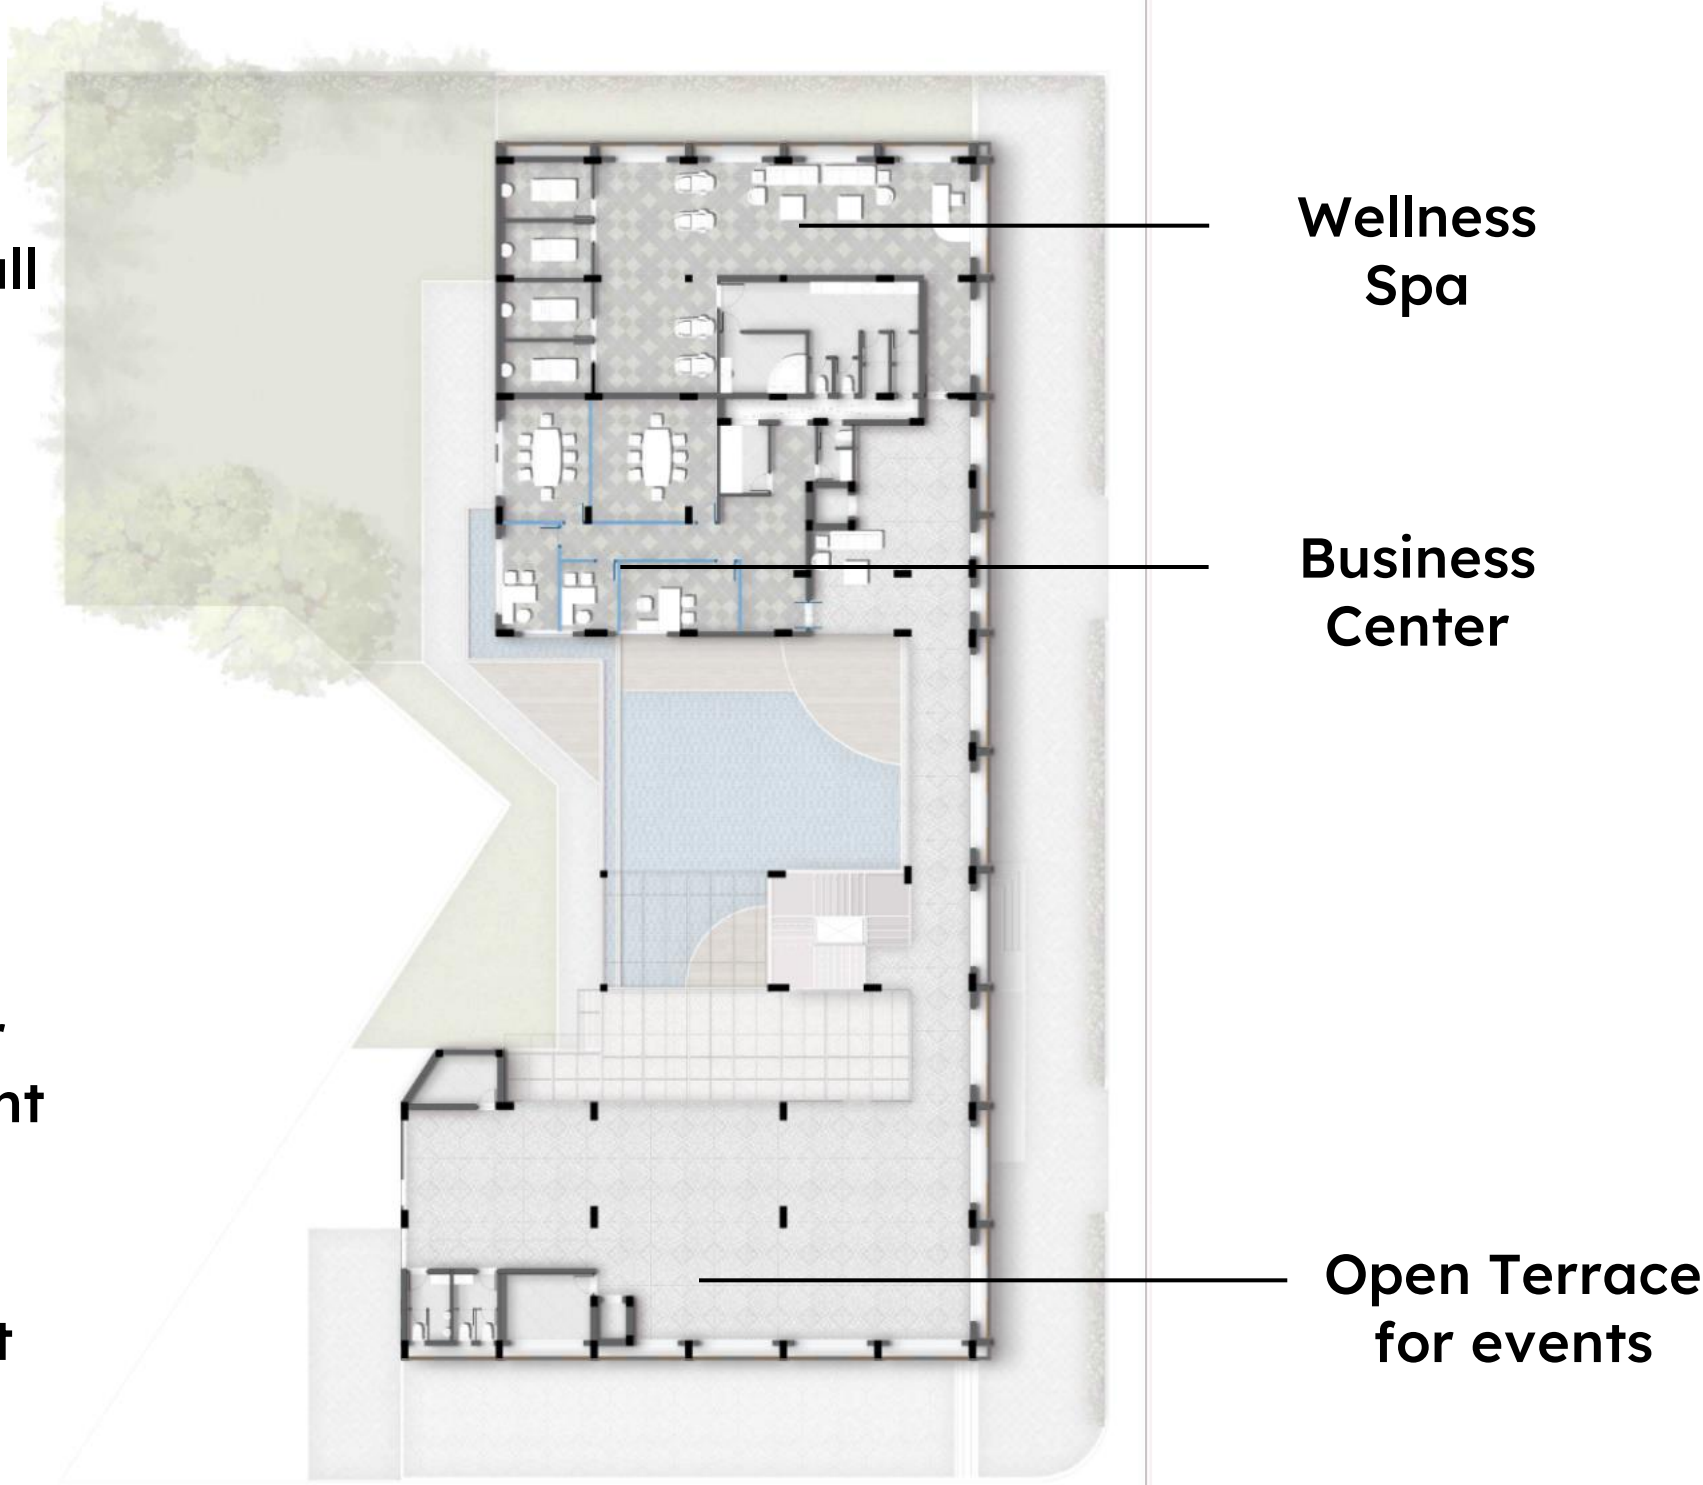 Wellness
Spa
Business
Center
Open Terrace
for events